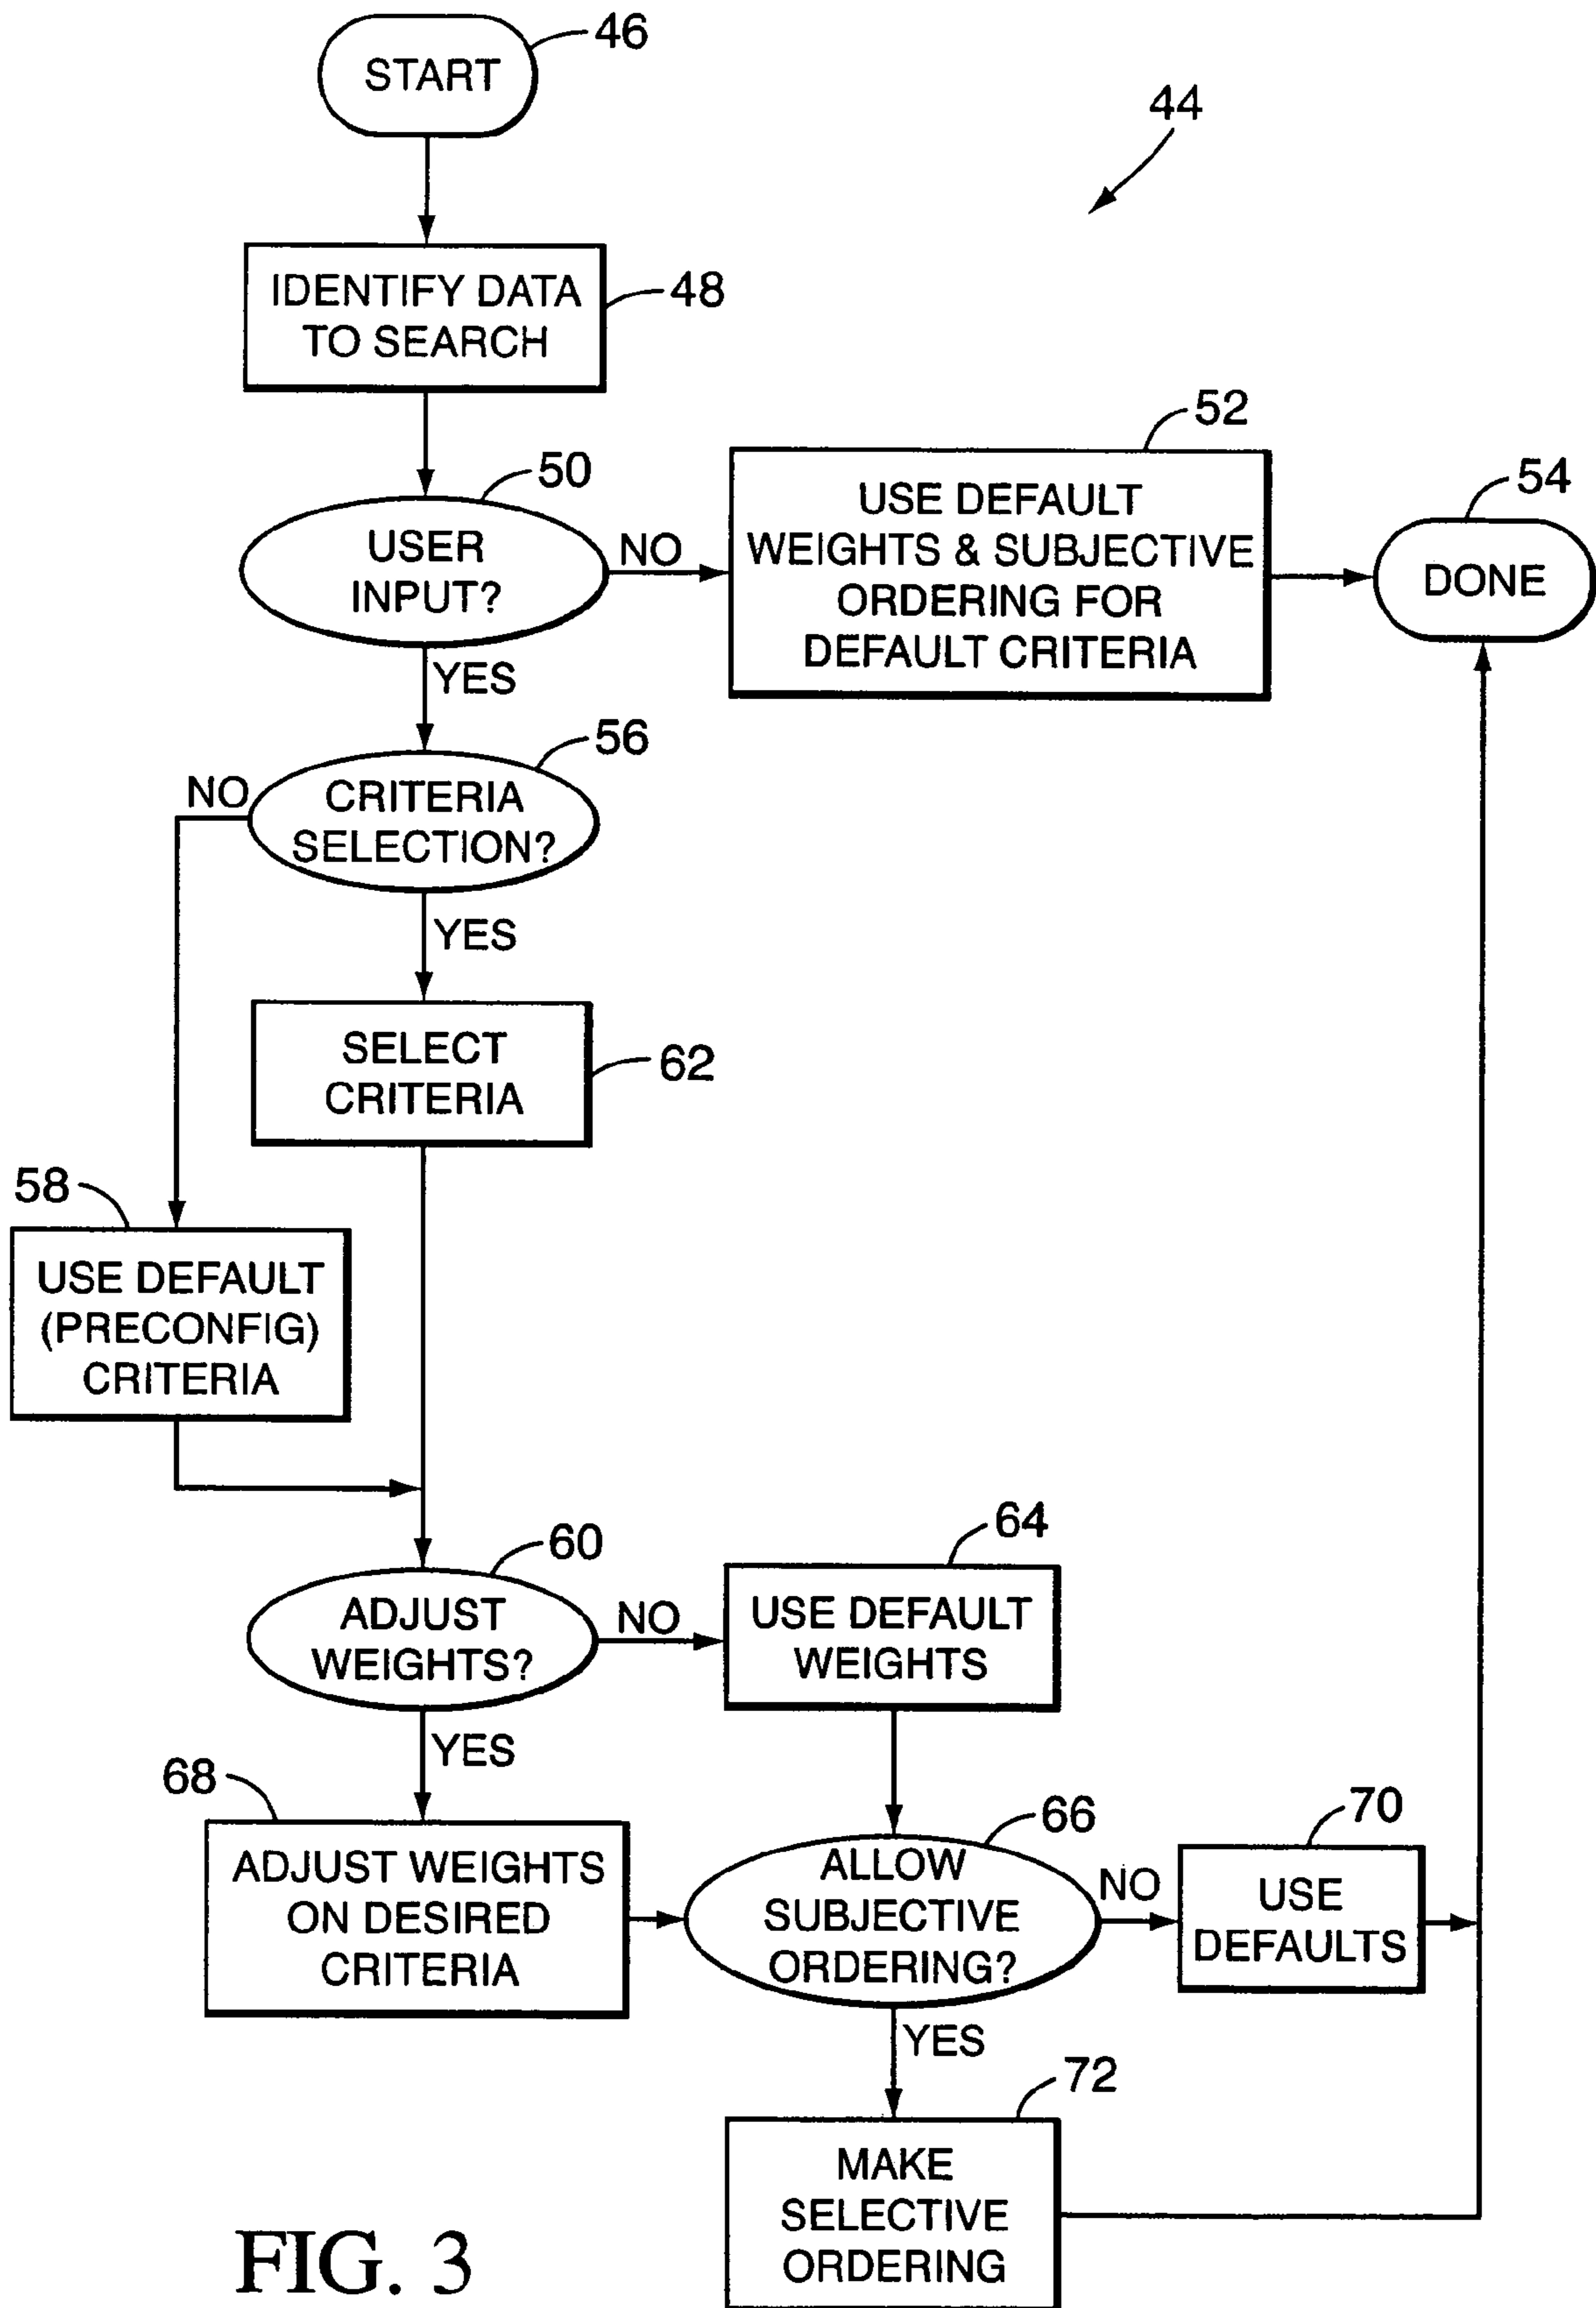 46
START
44
IDENTIFY DATA
TO SEARCH
48
50
USER
INPUT?
NO
52
USE DEFAULT
WEIGHTS & SUBJECTIVE
ORDERING FOR
DEFAULT CRITERIA
54
DONE
YES
56
NO
CRITERIA
SELECTION?
YES
SELECT
CRITERIA
62
58
USE DEFAULT
(PRECONFIG)
CRITERIA
60
ADJUST
WEIGHTS?
NO
64
USE DEFAULT
WEIGHTS
YES
68
ADJUST WEIGHTS
ON DESIRED
CRITERIA
66
ALLOW
SUBJECTIVE
ORDERING?
NO
70
USE
DEFAULTS
YES
72
MAKE
SELECTIVE
ORDERING
FIG. 3